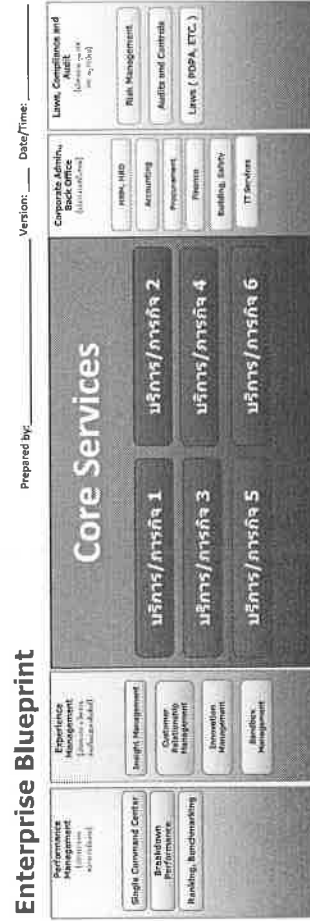 Enterprise Blueprint
Prepared by:
Version:
Date/Time:
Performance
Management
Single Command Center
Breakdown
Performance
Ranking, Benchmarking
Experience
Management
Insight Management
Customer
Relationship
Management
Innovation
Management
Sandbox
Management
Core Services
บริการ/ภารกิจ 1
บริการ/ภารกิจ 2
บริการ/ภารกิจ 3
บริการ/ภารกิจ 4
บริการ/ภารกิจ 5
บริการ/ภารกิจ 6
Corporate Admin.,
Back Office
HRM, HRD
Accounting
Procurement
Finance
Building, Safety
IT Services
Laws, Compliance and
Audit
Risk Management
Audits and Controls
Laws ( PDPA, ETC. )